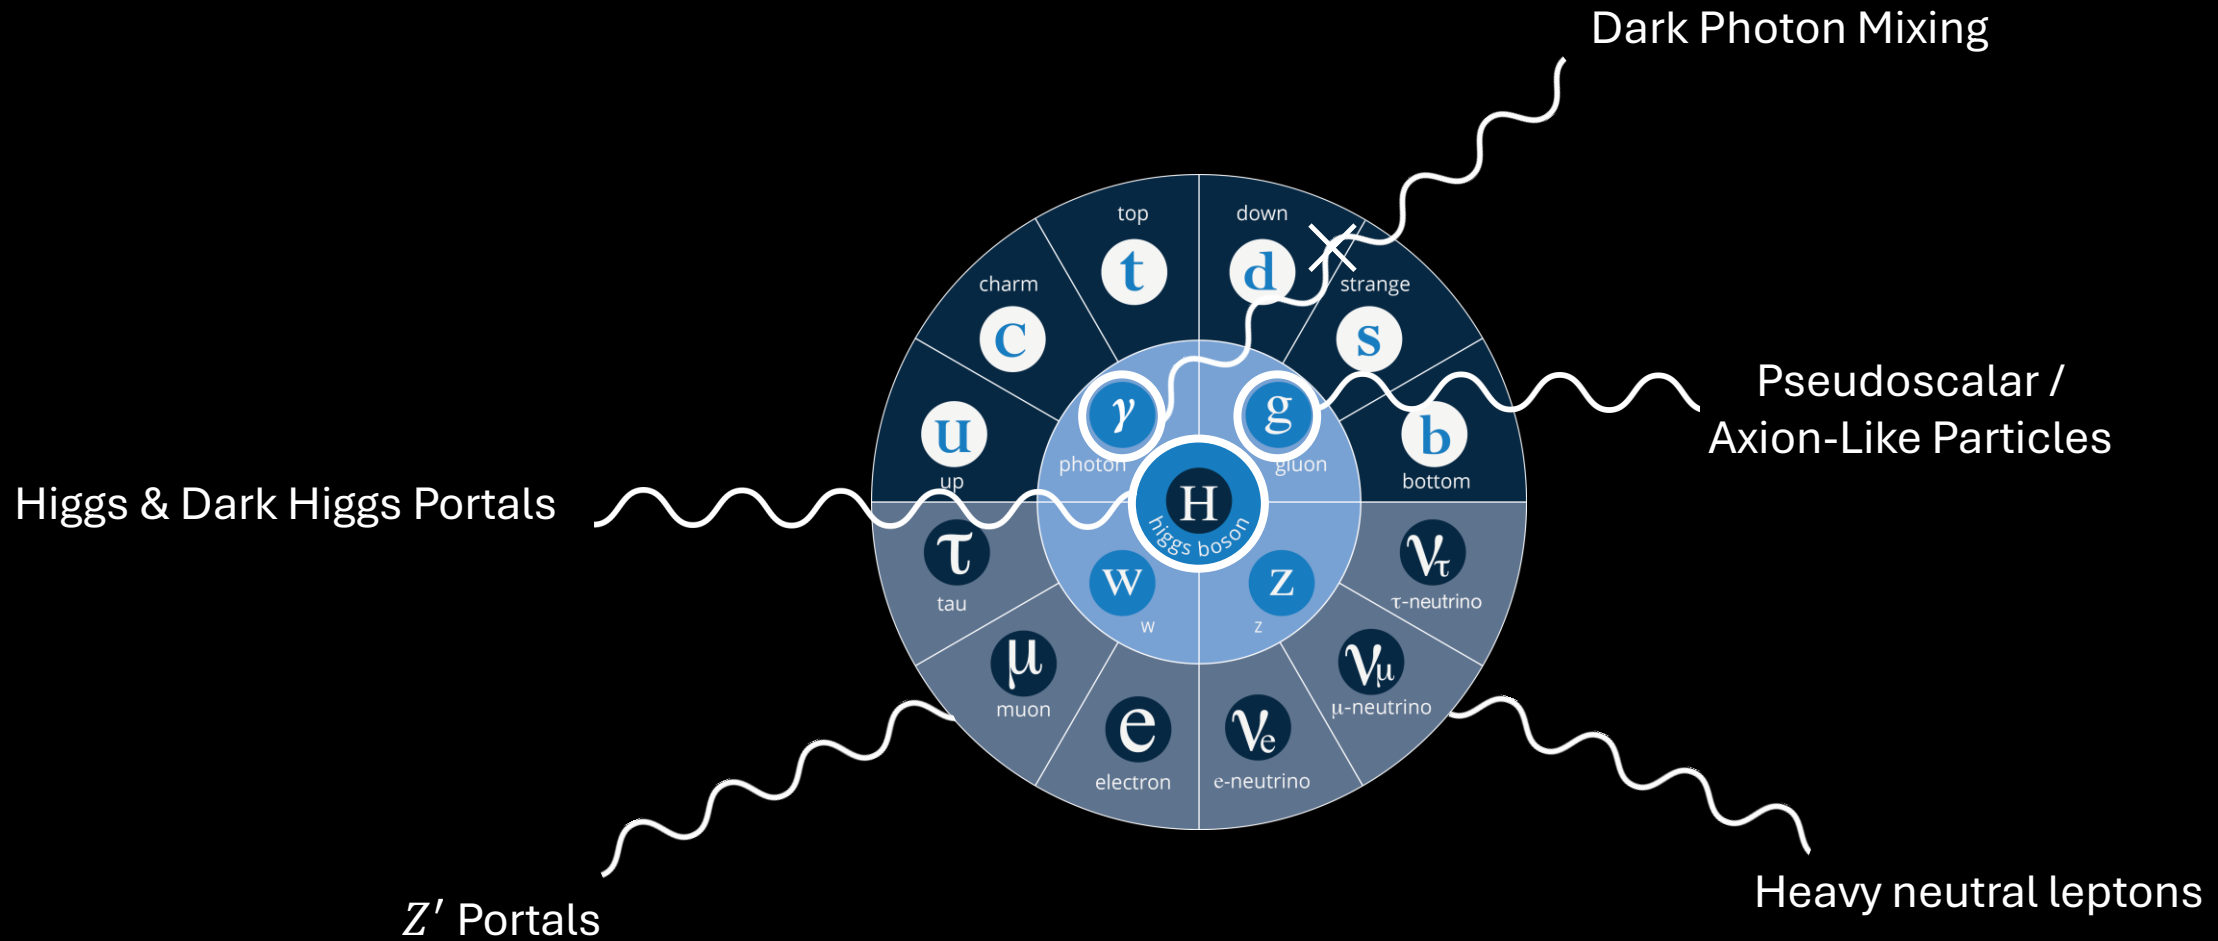 Dark Photon Mixing
top
down
t
d
charm
strange
c
s
Pseudoscalar /
Axion-Like Particles
γ
g
u
b
photon
gluon
up
bottom
Higgs & Dark Higgs Portals
H
higgs boson
τ
ντ
W
Z
tau
τ-neutrino
w
z
μ
νμ
muon
μ-neutrino
e
νe
electron
e-neutrino
Heavy neutral leptons
Z′ Portals